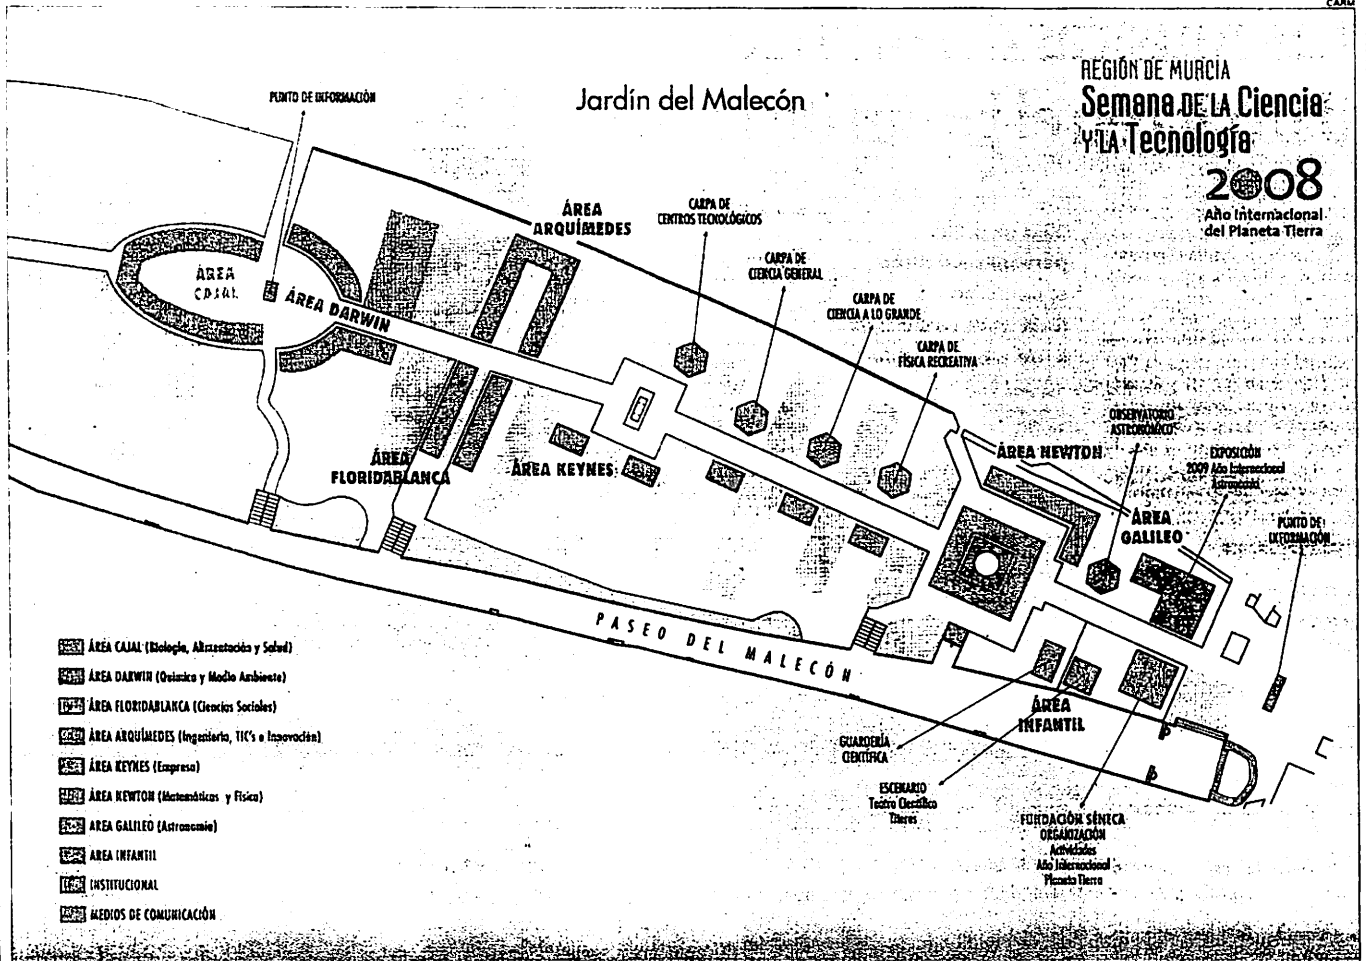 CARM
REGIÓN DE MURCIA
Semana DE LA Ciencia
Y LA Tecnología
2008
Año Internacional
del Planeta Tierra
Jardín del Malecón
PUNTO DE INFORMACIÓN
ÁREA
ARQUÍMEDES
CARPA DE
CENTROS TECNOLÓGICOS
CARPA DE
CIENCIA GENERAL
CARPA DE
CIENCIA A LO GRANDE
CARPA DE
FÍSICA RECREATIVA
ÁREA
CAJAL
ÁREA DARWIN
OBSERVATORIO
ASTRONÓMICO
ÁREA NEWTON
EXPOSICIÓN
2009 Año Internacional
Astronomía
ÁREA
GALILEO
PUNTO DE
INFORMACIÓN
ÁREA
FLORIDABLANCA
ÁREA KEYNES
PASEO DEL MALECÓN
ÁREA
INFANTIL
GUARDERÍA
CIENTÍFICA
ESCENARIO
Teatro Científico
Títeres
FUNDACIÓN SÉNECA
ORGANIZACIÓN
Actividades
Año Internacional
Planeta Tierra
ÁREA CAJAL (Biología, Alimentación y Salud)
ÁREA DARWIN (Química y Medio Ambiente)
ÁREA FLORIDABLANCA (Ciencias Sociales)
ÁREA ARQUÍMEDES (Ingeniería, TIC's e Innovación)
ÁREA KEYNES (Empresa)
ÁREA NEWTON (Matemáticas y Física)
AREA GALILEO (Astronomía)
AREA INFANTIL
INSTITUCIONAL
MEDIOS DE COMUNICACIÓN